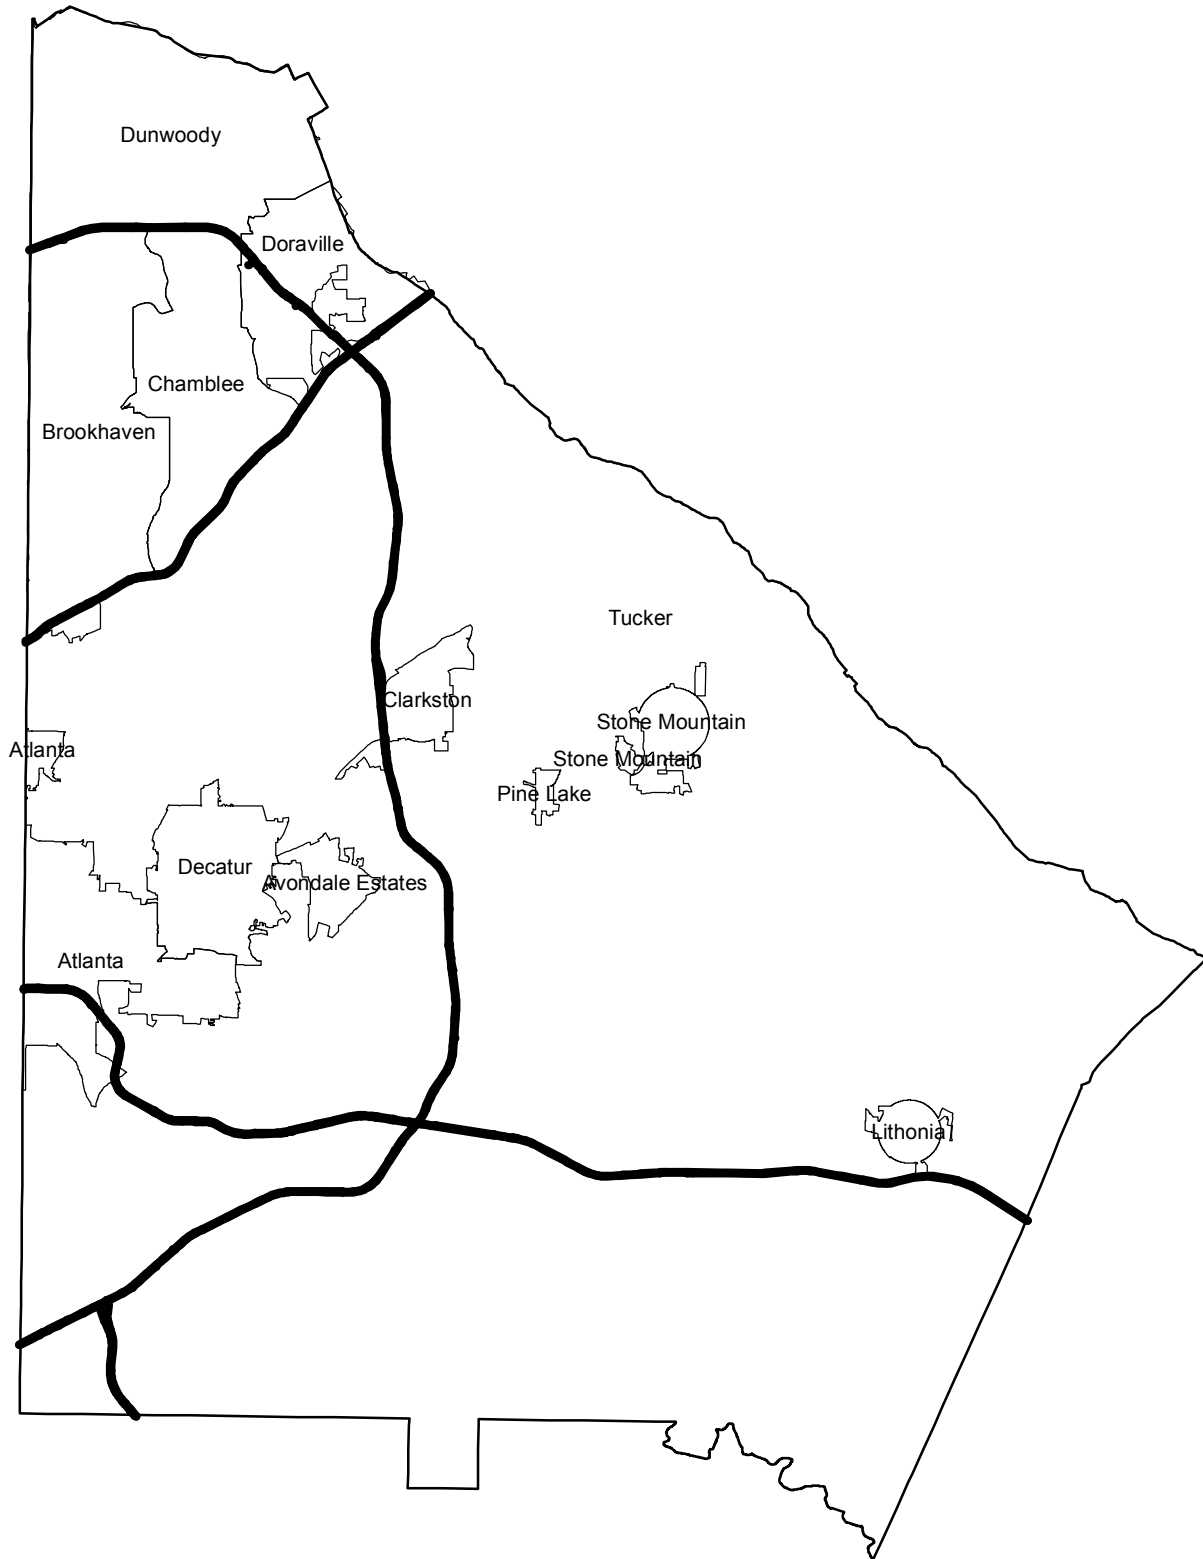 Dunwoody
Doraville
Chamblee
Brookhaven
Tucker
Clarkston
Stone Mountain
Atlanta
Stone Mountain
Pine Lake
Decatur
Avondale Estates
Atlanta
Lithonia